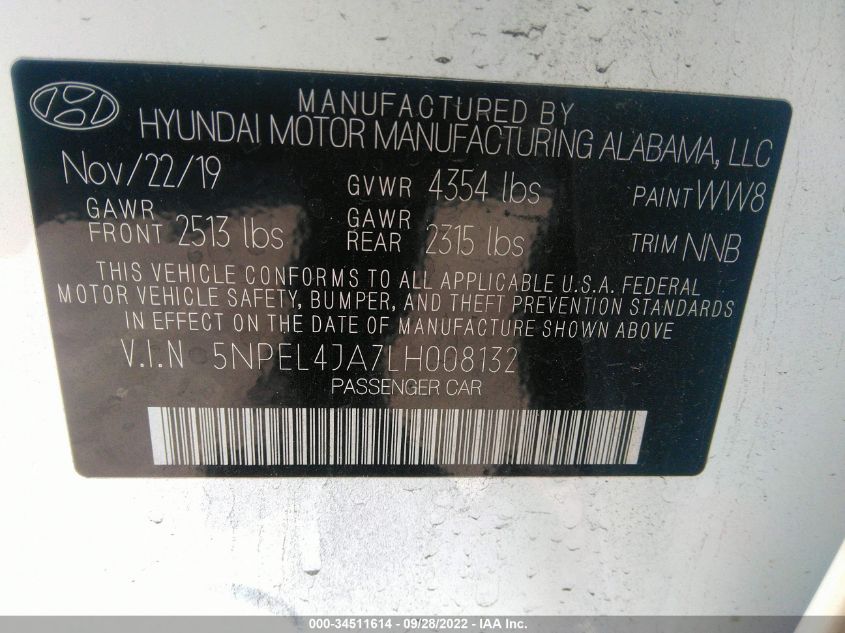 MANUFACTURED BY
HYUNDAI MOTOR MANUFACTURING ALABAMA, LLC
Nov/22/19 GVWR 4354 lbs PAINT WW8
GAWR FRONT 2513 lbs GAWR REAR 2315 lbs TRIM NNB
THIS VEHICLE CONFORMS TO ALL APPLICABLE U.S.A. FEDERAL
MOTOR VEHICLE SAFETY, BUMPER, AND THEFT PREVENTION STANDARDS
IN EFFECT ON THE DATE OF MANUFACTURE SHOWN ABOVE
V.I.N 5NPEL4JA7LH008132
PASSENGER CAR
000-34511614 - 09/28/2022 - IAA Inc.